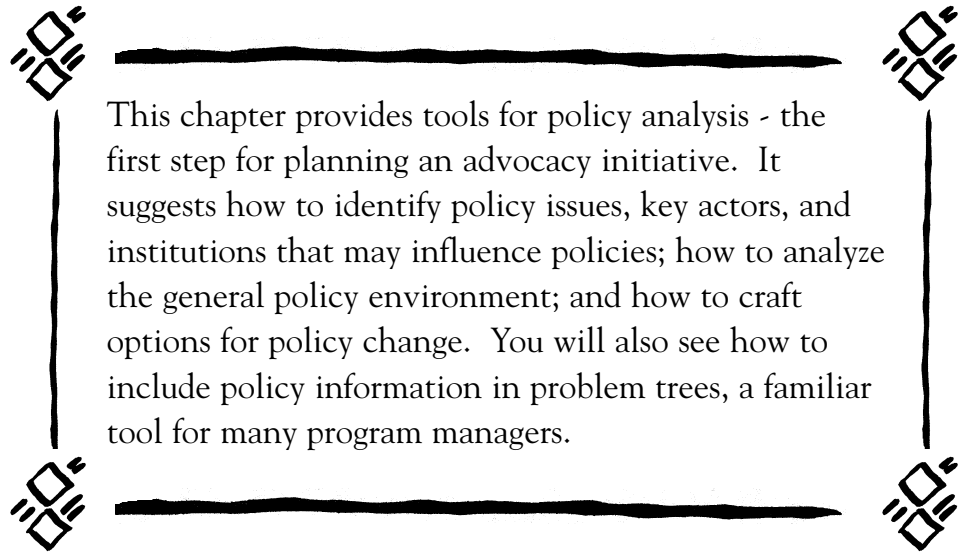 This chapter provides tools for policy analysis - the
first step for planning an advocacy initiative.  It
suggests how to identify policy issues, key actors, and
institutions that may influence policies; how to analyze
the general policy environment; and how to craft
options for policy change.  You will also see how to
include policy information in problem trees, a familiar
tool for many program managers.